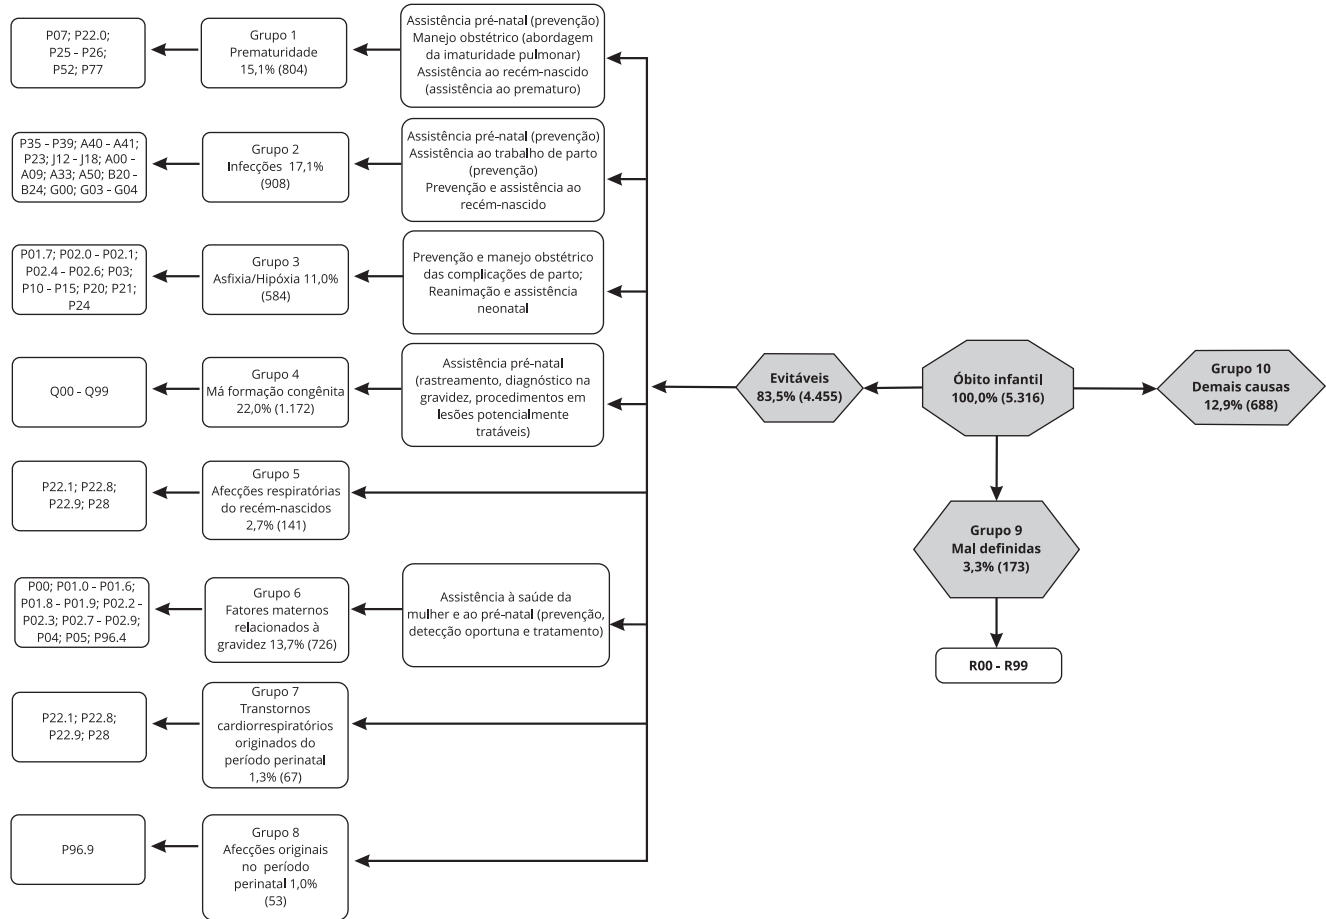 P07; P22.0;
P25 - P26;
P52; P77
Grupo 1
Prematuridade
15,1% (804)
Assistência pré-natal (prevenção)
Manejo obstétrico (abordagem
da imaturidade pulmonar)
Assistência ao recém-nascido
(assistência ao prematuro)
P35 - P39; A40 - A41;
P23; J12 - J18; A00 -
A09; A33; A50; B20 -
B24; G00; G03 - G04
Grupo 2
Infecções 17,1%
(908)
Assistência pré-natal (prevenção)
Assistência ao trabalho de parto
(prevenção)
Prevenção e assistência ao
recém-nascido
P01.7; P02.0 - P02.1;
P02.4 - P02.6; P03;
P10 - P15; P20; P21;
P24
Grupo 3
Asfixia/Hipóxia 11,0%
(584)
Prevenção e manejo obstétrico
das complicações de parto;
Reanimação e assistência
neonatal
Q00 - Q99
Grupo 4
Má formação congênita
22,0% (1.172)
Assistência pré-natal
(rastreamento, diagnóstico na
gravidez, procedimentos em
lesões potencialmente
tratáveis)
Evitáveis
83,5% (4.455)
Óbito infantil
100,0% (5.316)
Grupo 10
Demais causas
12,9% (688)
P22.1; P22.8;
P22.9; P28
Grupo 5
Afecções respiratórias
do recém-nascidos
2,7% (141)
Grupo 9
Mal definidas
3,3% (173)
P00; P01.0 - P01.6;
P01.8 - P01.9; P02.2 -
P02.3; P02.7 - P02.9;
P04; P05; P96.4
Grupo 6
Fatores maternos
relacionados à
gravidez 13,7% (726)
Assistência à saúde da
mulher e ao pré-natal (prevenção,
detecção oportuna e tratamento)
R00 - R99
P22.1; P22.8;
P22.9; P28
Grupo 7
Transtornos
cardiorrespiratórios
originados do
período perinatal
1,3% (67)
P96.9
Grupo 8
Afecções originais
no período
perinatal 1,0%
(53)